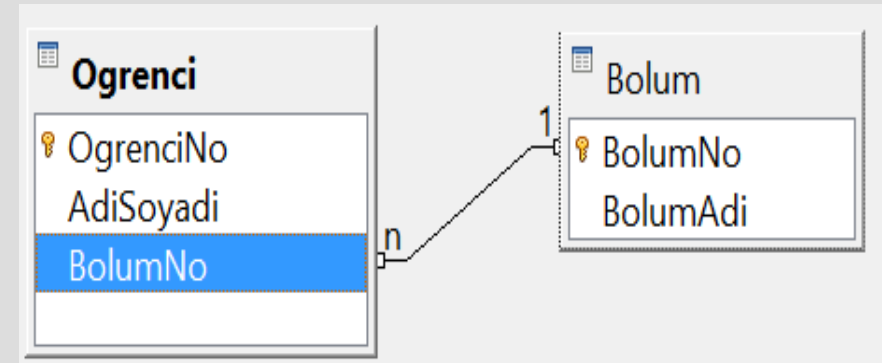 Ogrenci
OgrenciNo
AdiSoyadi
BolumNo
n
1
Bolum
BolumNo
BolumAdi